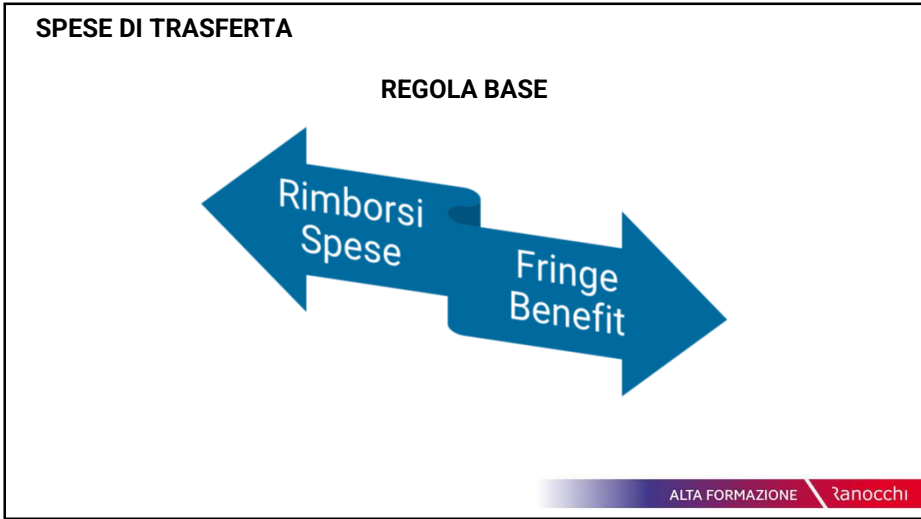 SPESE DI TRASFERTA
REGOLA BASE
Rimborsi
Spese
Fringe
Benefit
ALTA FORMAZIONE Ranocchi